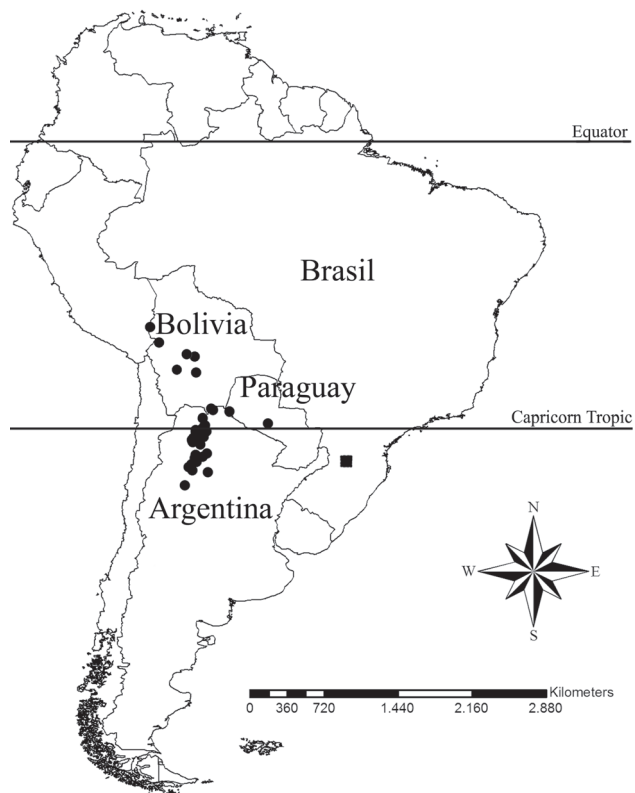 Equator
Brasil
Bolivia
Paraguay
Capricorn Tropic
Argentina
N
W E
S
Kilometers
0 360 720 1.440 2.160 2.880